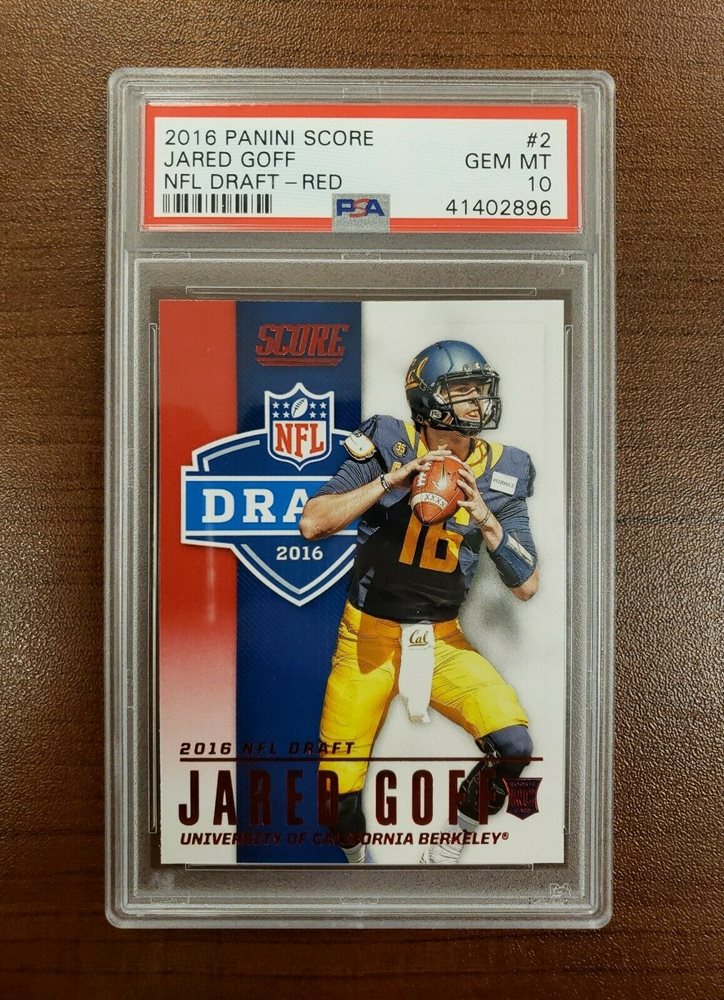 2016 PANINI SCORE #2
JARED GOFF GEM MT
NFL DRAFT - RED 10
PSA 41402896
SCORE
NFL
DRA
2016
16
Cal
2016 NFL DRAFT
JARED GOFF
UNIVERSITY OF CALIFORNIA BERKELEY®